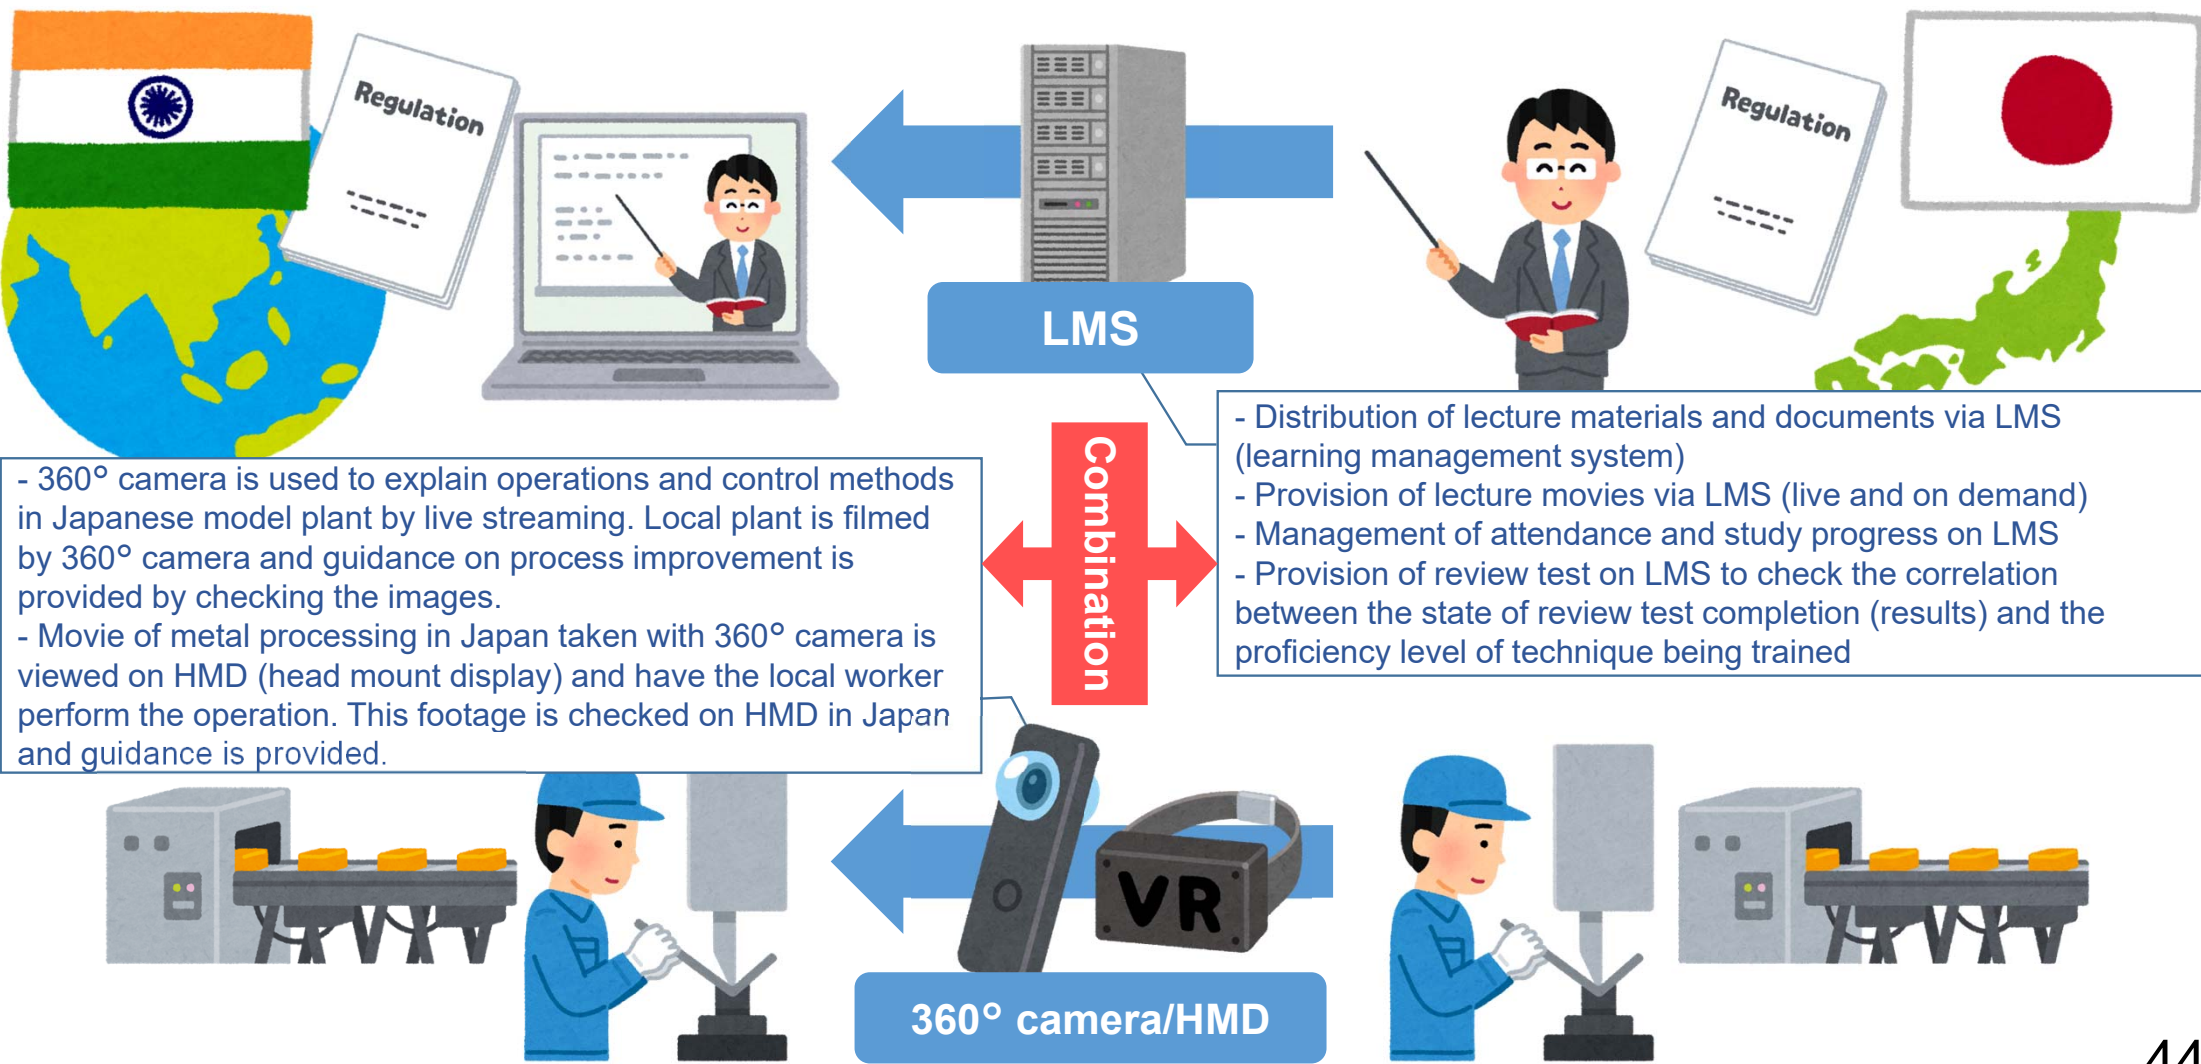 Regulation
Regulation
LMS
- Distribution of lecture materials and documents via LMS
(learning management system)
- Provision of lecture movies via LMS (live and on demand)
- Management of attendance and study progress on LMS
- Provision of review test on LMS to check the correlation
between the state of review test completion (results) and the
proficiency level of technique being trained
Combination
- 360° camera is used to explain operations and control methods
in Japanese model plant by live streaming. Local plant is filmed
by 360° camera and guidance on process improvement is
provided by checking the images.
- Movie of metal processing in Japan taken with 360° camera is
viewed on HMD (head mount display) and have the local worker
perform the operation. This footage is checked on HMD in Japan
and guidance is provided.
VR
360° camera/HMD
44